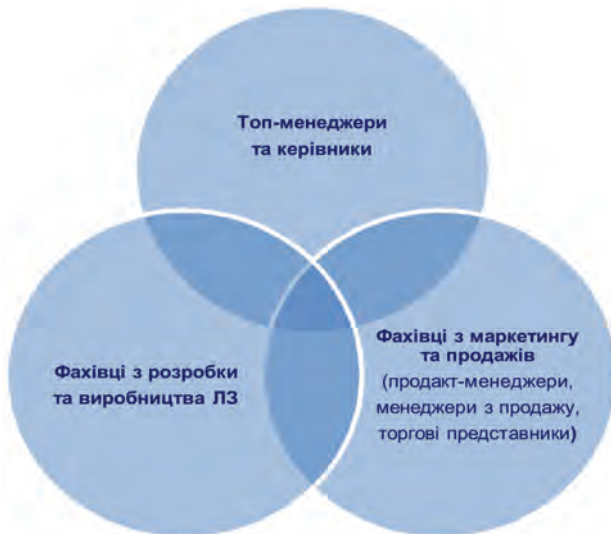 Топ-менеджери
та керівники
Фахівці з розробки
та виробництва ЛЗ
Фахівці з маркетингу
та продажів
(продакт-менеджери,
менеджери з продажу,
торгові представники)